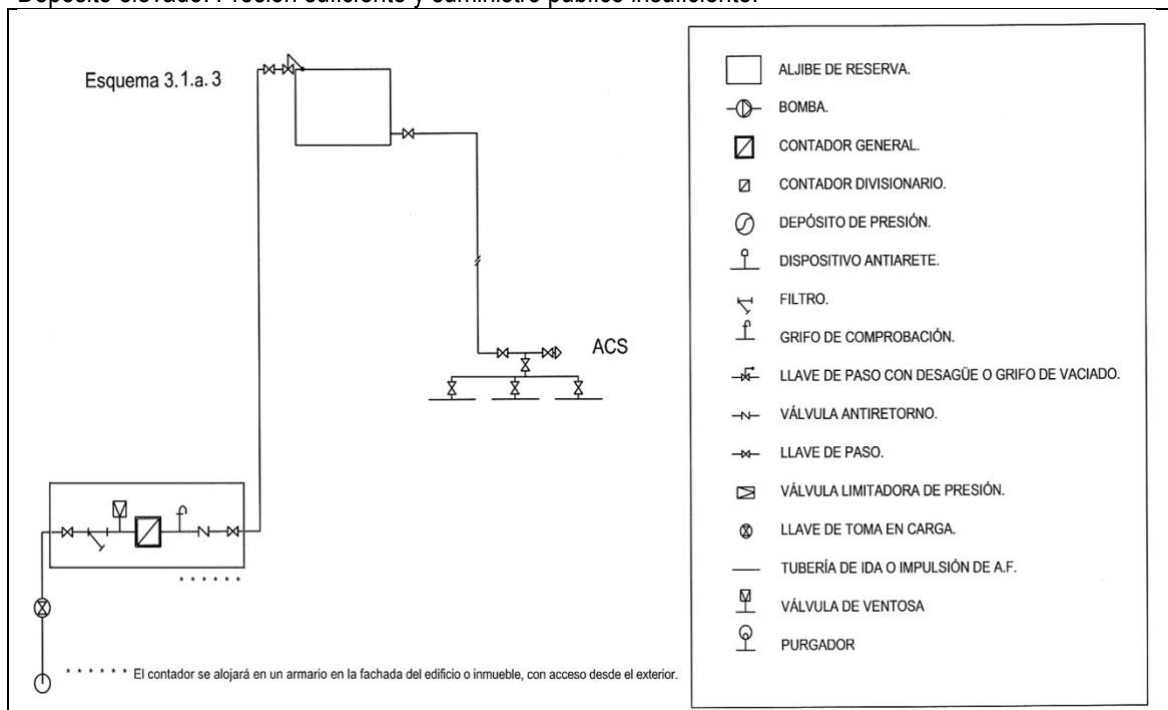 Depósito elevado. Presión suficiente y suministro público insuficiente.
Esquema 3.1.a. 3
ACS
* * * * * *
* * * * * * El contador se alojará en un armario en la fachada del edificio o inmueble, con acceso desde el exterior.
ALJIBE DE RESERVA.
BOMBA.
CONTADOR GENERAL.
CONTADOR DIVISIONARIO.
DEPÓSITO DE PRESIÓN.
DISPOSITIVO ANTIARETE.
FILTRO.
GRIFO DE COMPROBACIÓN.
LLAVE DE PASO CON DESAGÜE O GRIFO DE VACIADO.
VÁLVULA ANTIRETORNO.
LLAVE DE PASO.
VÁLVULA LIMITADORA DE PRESIÓN.
LLAVE DE TOMA EN CARGA.
TUBERÍA DE IDA O IMPULSIÓN DE A.F.
VÁLVULA DE VENTOSA
PURGADOR